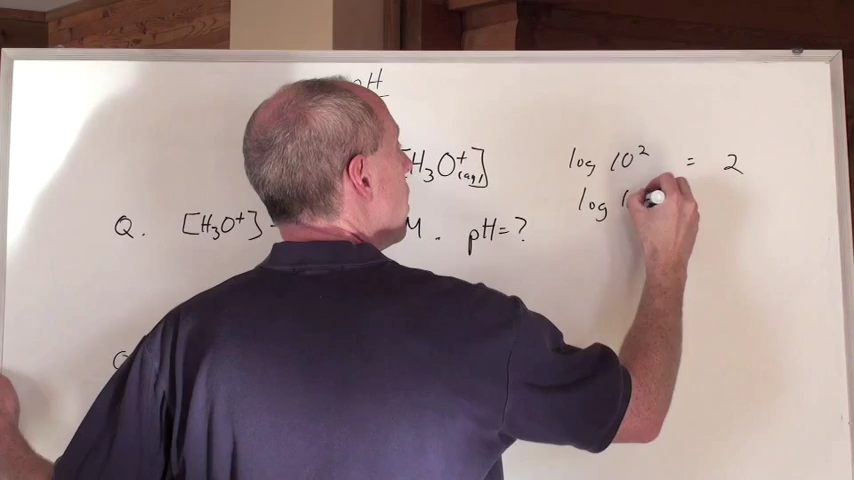 pH
[H₃O⁺(aq)]
log 10² = 2
log 1
Q. [H₃O⁺] = M. pH = ?